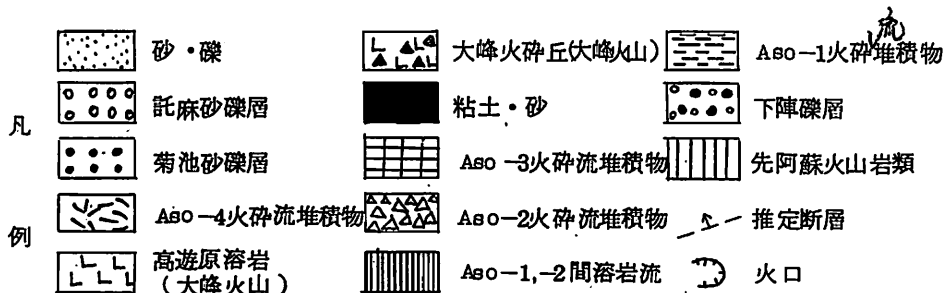 凡例
砂・礫
託麻砂礫層
菊池砂礫層
Aso-4火砕流堆積物
高遊原溶岩
(大峰火山)
大峰火砕丘(大峰火山)
粘土・砂
Aso-3火砕流堆積物
Aso-2火砕流堆積物
Aso-1,-2間溶岩流
流
Aso-1火砕堆積物
下陣礫層
先阿蘇火山岩類
推定断層
火口